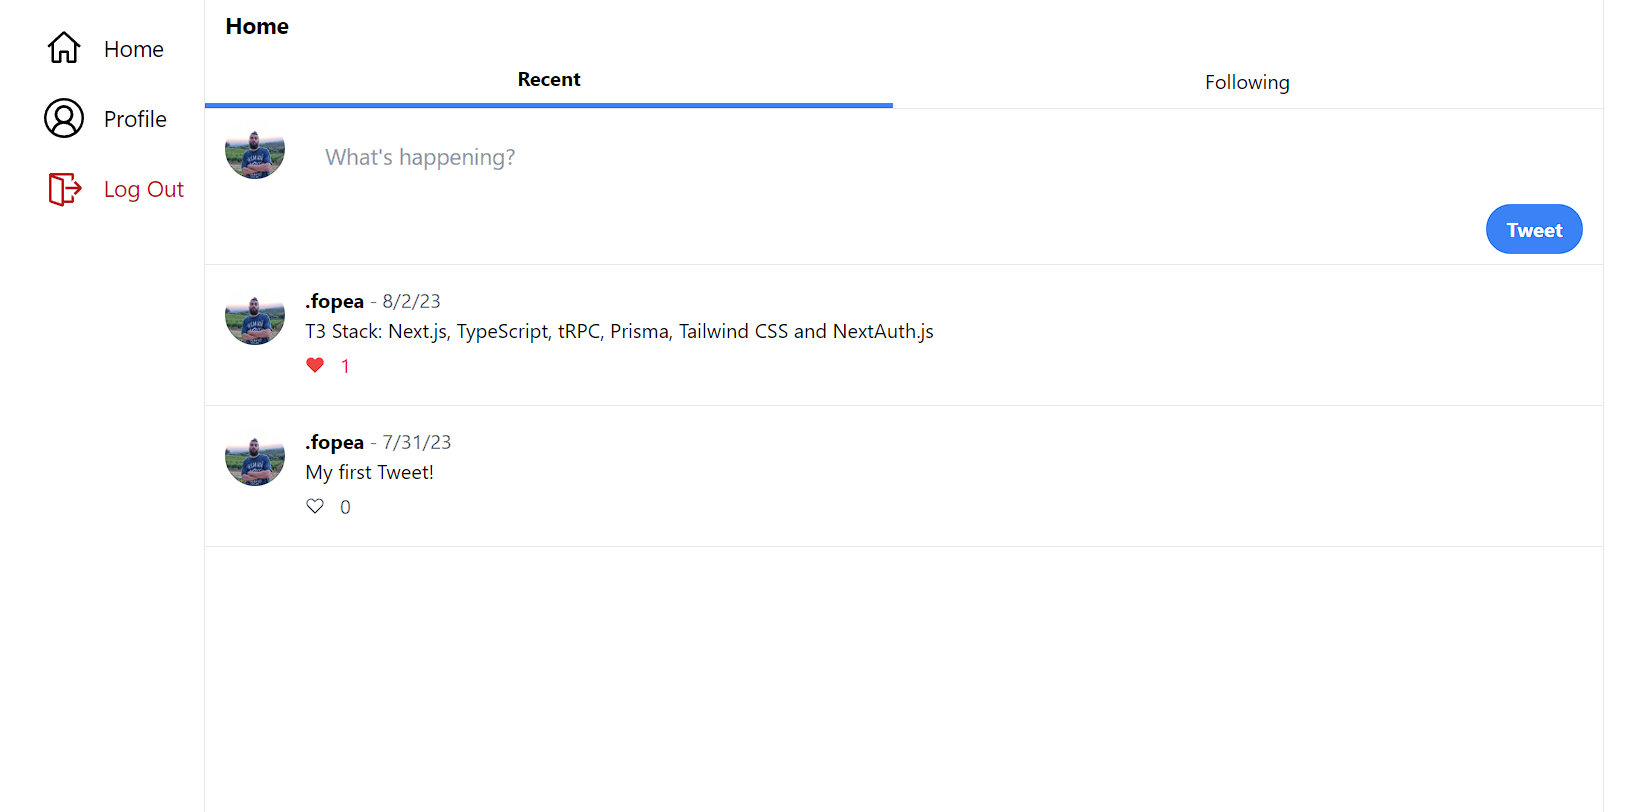 Home
Profile
Log Out
Home
Recent
Following
What's happening?
Tweet
.fopea - 8/2/23
T3 Stack: Next.js, TypeScript, tRPC, Prisma, Tailwind CSS and NextAuth.js
1
.fopea - 7/31/23
My first Tweet!
0